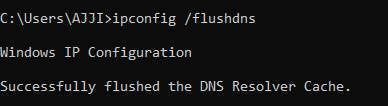 C:\Users\AJJI>ipconfig /flushdns
Windows IP Configuration
Successfully flushed the DNS Resolver Cache.